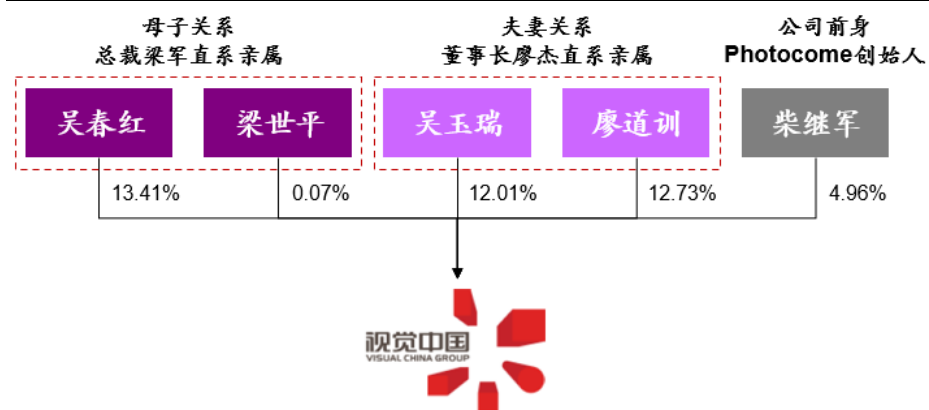 母子关系
总裁梁军直系亲属
夫妻关系
董事长廖杰直系亲属
公司前身
Photocome创始人
吴春红
梁世平
吴玉瑞
廖道训
柴继军
13.41%
0.07%
12.01%
12.73%
4.96%
视觉中国
VISUAL CHINA GROUP